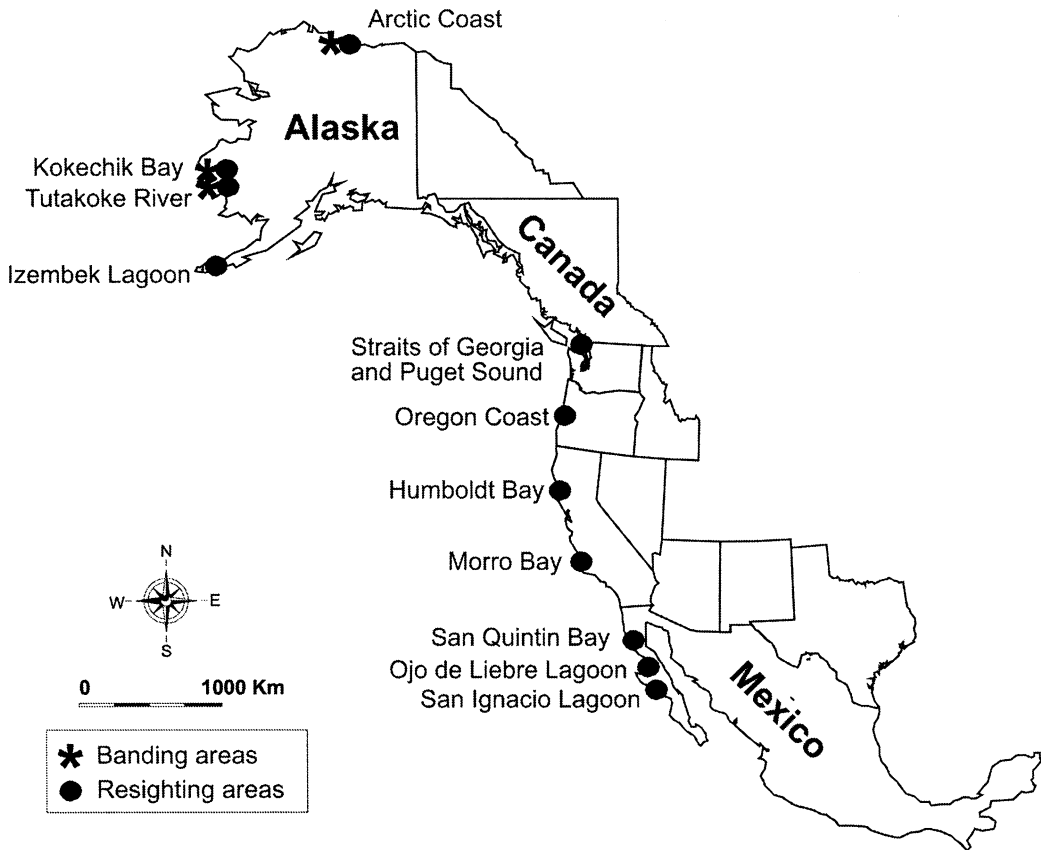 Arctic Coast
Alaska
Kokechik Bay
Tutakoke River
Canada
Izembek Lagoon
Straits of Georgia
and Puget Sound
Oregon Coast
Humboldt Bay
Morro Bay
N
W
E
S
San Quintin Bay
Ojo de Liebre Lagoon
San Ignacio Lagoon
Mexico
0 1000 Km
Banding areas
Resighting areas